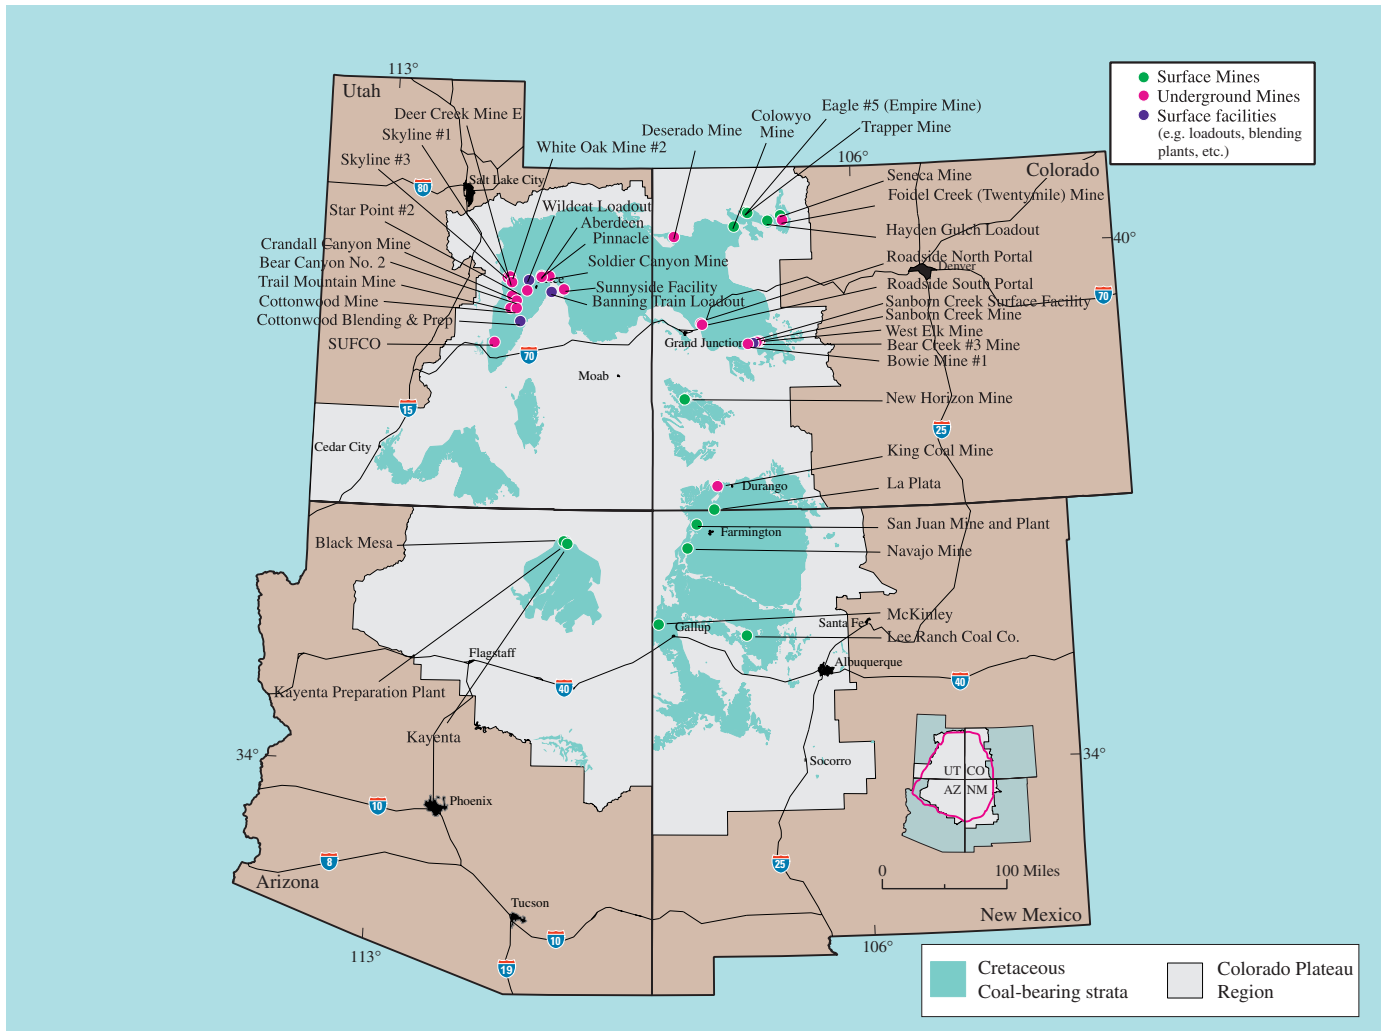 113°
Utah
Deer Creek Mine E
Skyline #1
Skyline #3
White Oak Mine #2
Star Point #2
Wildcat Loadout
Aberdeen
Pinnacle
Crandall Canyon Mine
Bear Canyon No. 2
Trail Mountain Mine
Cottonwood Mine
Cottonwood Blending & Prep
SUFCO
Soldier Canyon Mine
Sunnyside Facility
Banning Train Loadout
80
Salt Lake City
70
15
Moab
Cedar City
Deserado Mine
Colowyo
Mine
Eagle #5 (Empire Mine)
Trapper Mine
106°
Colorado
Seneca Mine
Foidel Creek (Twentymile) Mine
Hayden Gulch Loadout
40°
Roadside North Portal
Denver
Roadside South Portal
70
Sanborn Creek Surface Facility
Sanborn Creek Mine
West Elk Mine
Bear Creek #3 Mine
Bowie Mine #1
Grand Junction
New Horizon Mine
25
King Coal Mine
Durango
La Plata
San Juan Mine and Plant
Farmington
Navajo Mine
Black Mesa
McKinley
Gallup
Santa Fe
Lee Ranch Coal Co.
Albuquerque
Flagstaff
40
40
Kayenta Preparation Plant
Kayenta
34°
34°
Socorro
Phoenix
10
8
Arizona
Tucson
10
19
25
113°
106°
New Mexico
UT CO
AZ NM
0 100 Miles
Surface Mines
Underground Mines
Surface facilities
(e.g. loadouts, blending
plants, etc.)
Cretaceous
Coal-bearing strata
Colorado Plateau
Region